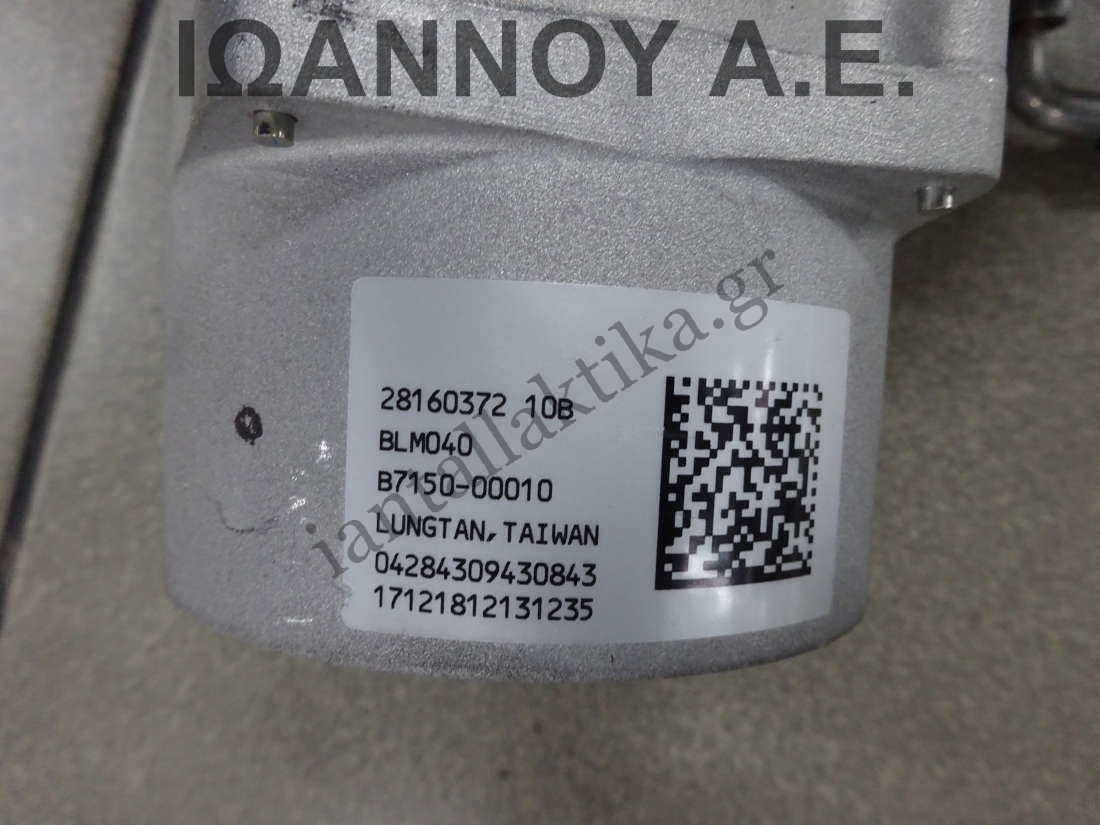 ΙΩΑΝΝΟΥ Α.Ε.
iantallaktika.gr
28160372 10B
BLM040
B7150-00010
LUNGTAN,TAIWAN
04284309430843
17121812131235